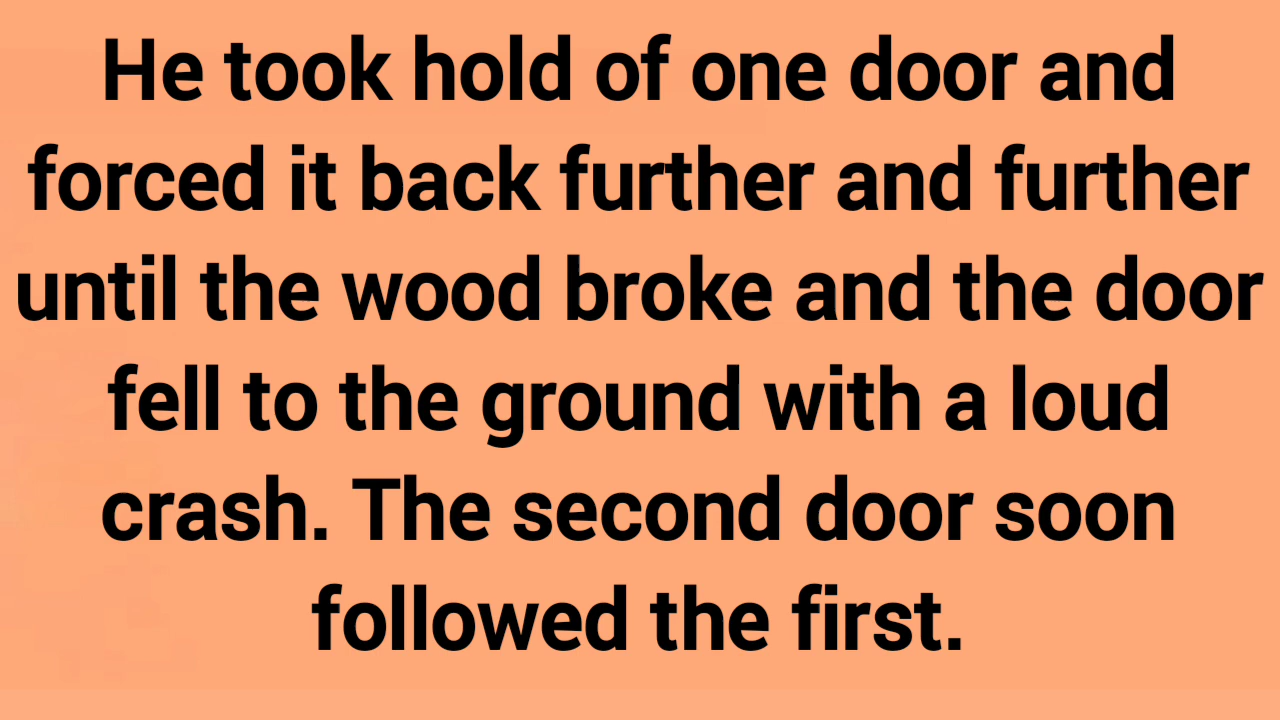 He took hold of one door and
forced it back further and further
until the wood broke and the door
fell to the ground with a loud
crash. The second door soon
followed the first.